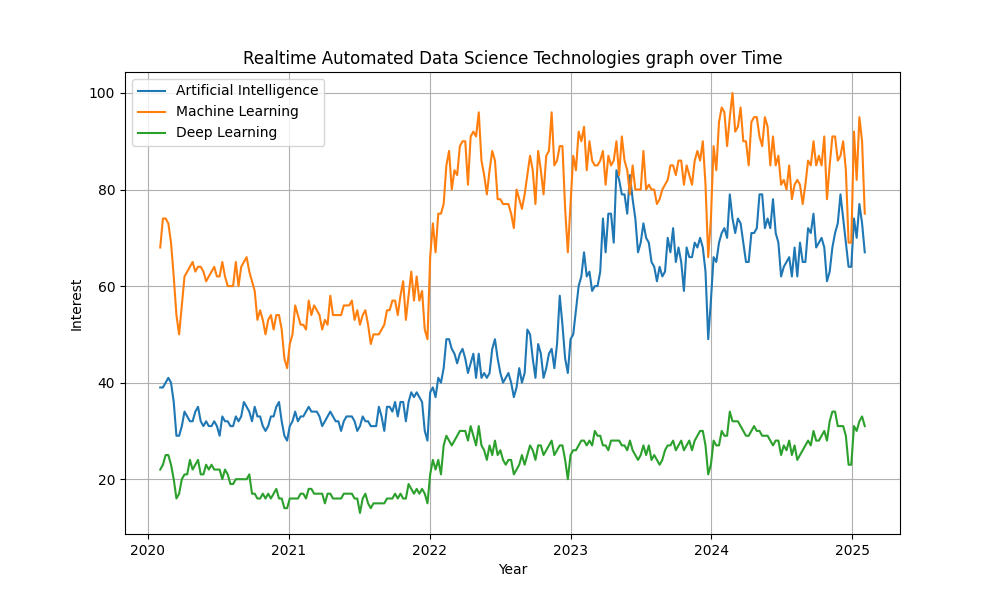 Realtime Automated Data Science Technologies graph over Time
Artificial Intelligence
Machine Learning
Deep Learning
100
80
60
40
20
Interest
2020 2021 2022 2023 2024 2025
Year